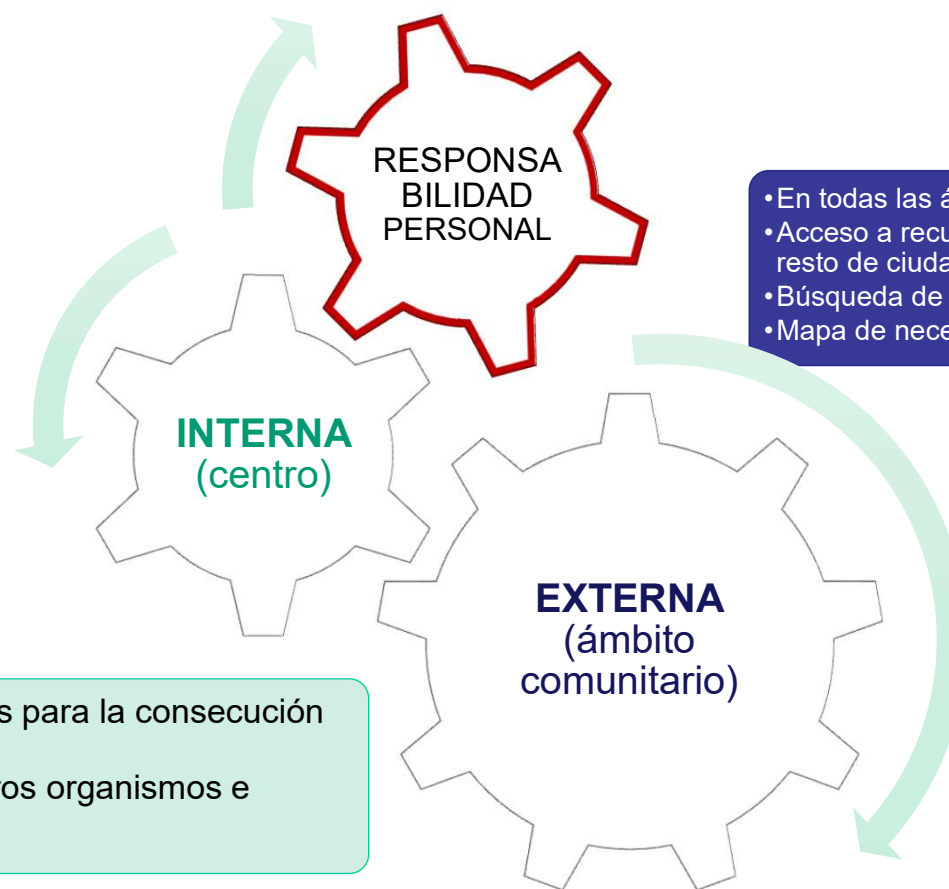 RESPONSA
BILIDAD
PERSONAL
•En todas las á
•Acceso a recu
resto de ciuda
•Búsqueda de
•Mapa de nece
INTERNA
(centro)
EXTERNA
(ámbito
comunitario)
s para la consecución
ros organismos e